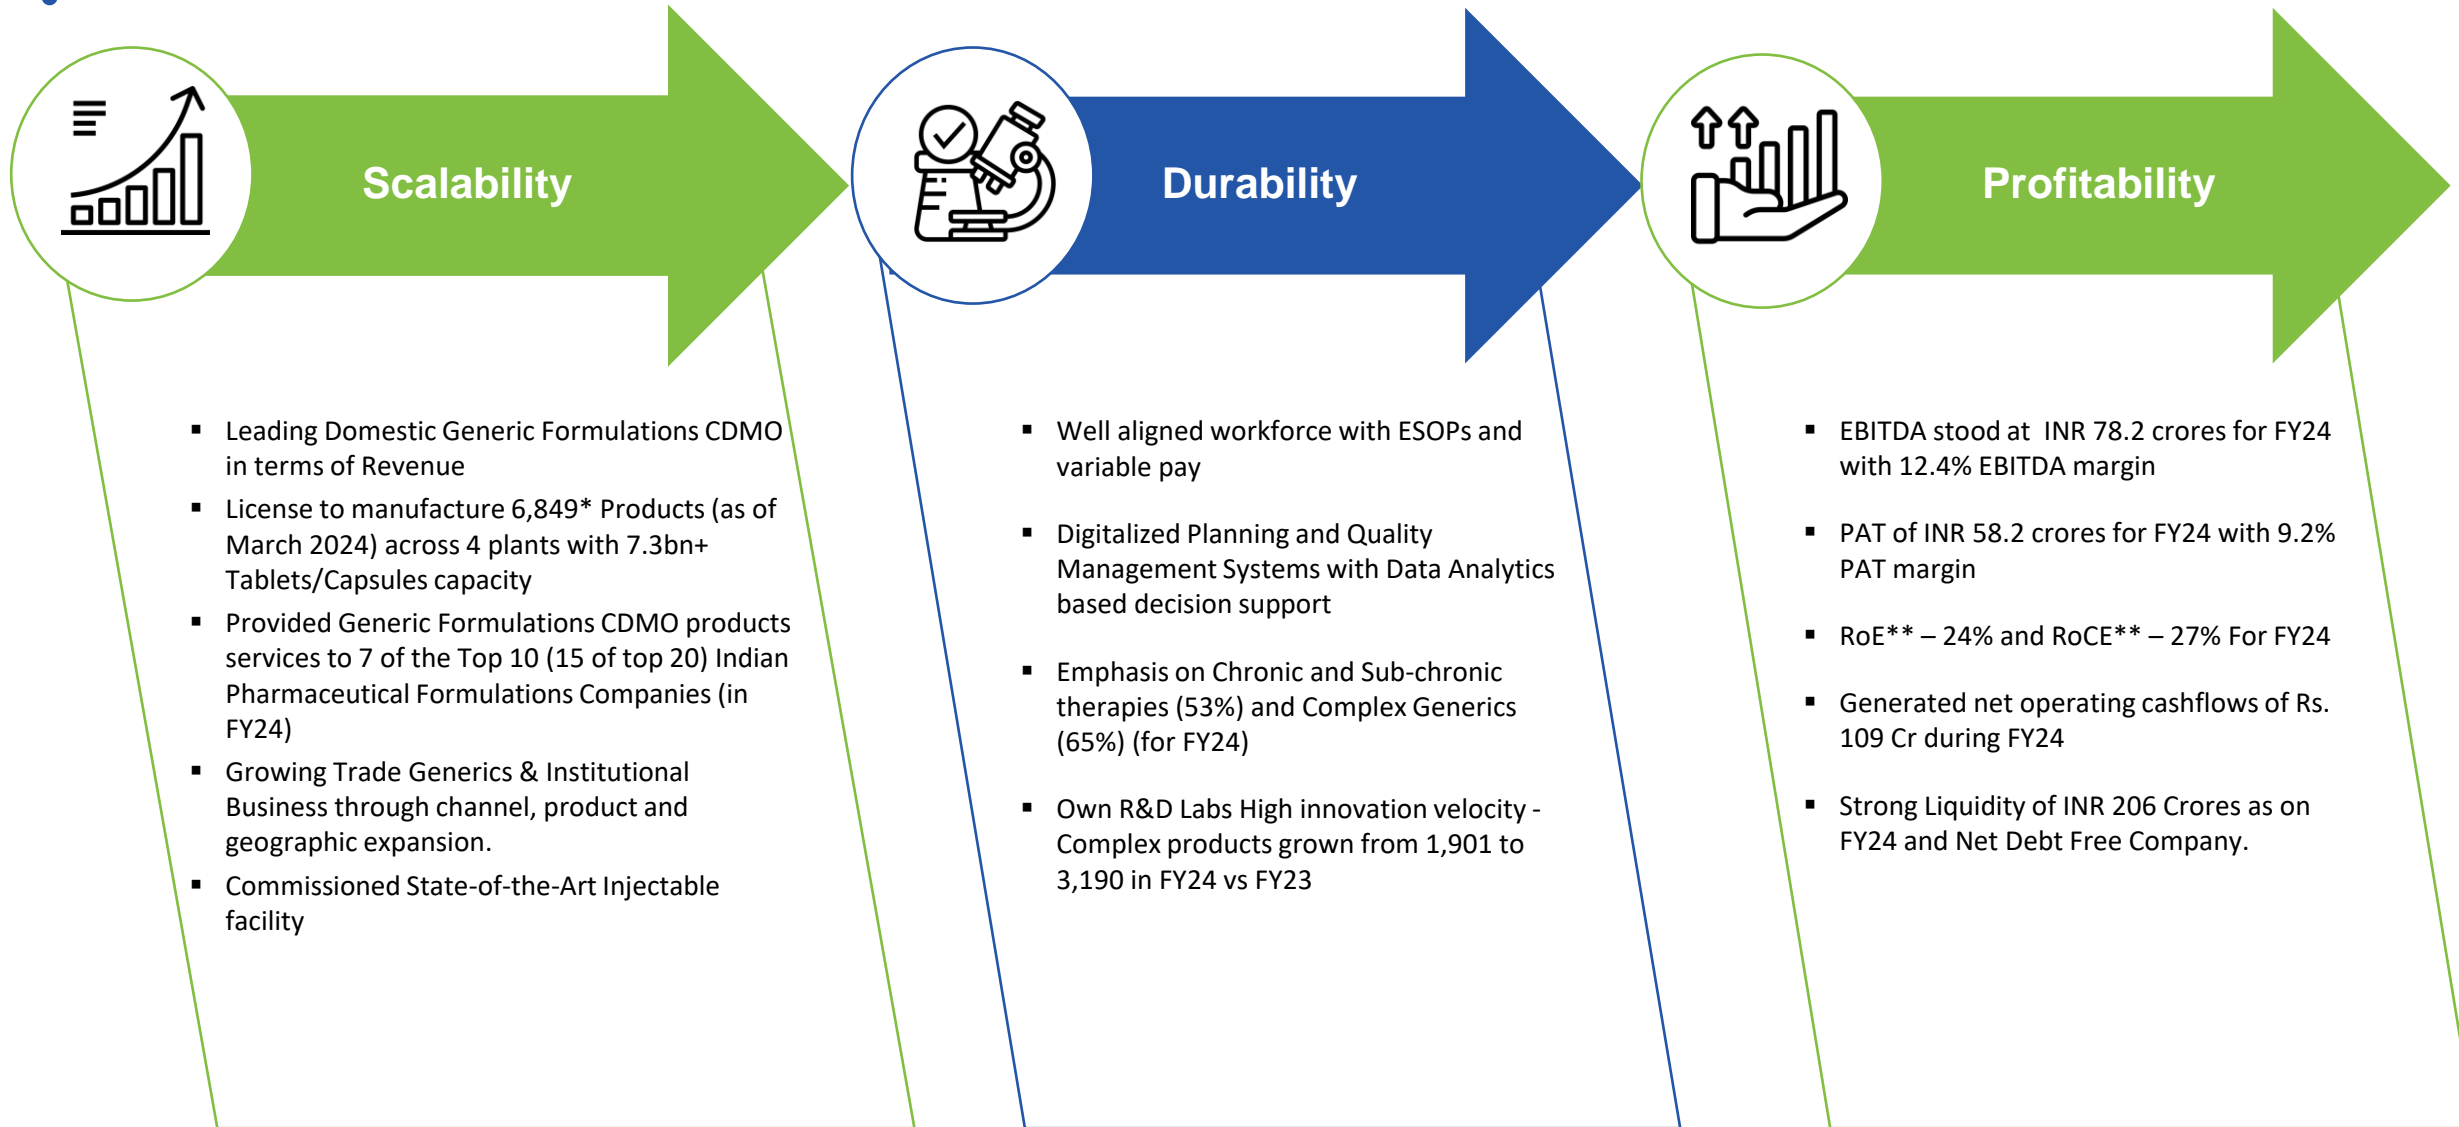 Scalability
▪ Leading Domestic Generic Formulations CDMO
in terms of Revenue
▪ License to manufacture 6,849* Products (as of
March 2024) across 4 plants with 7.3bn+
Tablets/Capsules capacity
▪ Provided Generic Formulations CDMO products
services to 7 of the Top 10 (15 of top 20) Indian
Pharmaceutical Formulations Companies (in
FY24)
▪ Growing Trade Generics & Institutional
Business through channel, product and
geographic expansion.
▪ Commissioned State-of-the-Art Injectable
facility
Durability
▪ Well aligned workforce with ESOPs and
variable pay
▪ Digitalized Planning and Quality
Management Systems with Data Analytics
based decision support
▪ Emphasis on Chronic and Sub-chronic
therapies (53%) and Complex Generics
(65%) (for FY24)
▪ Own R&D Labs High innovation velocity -
Complex products grown from 1,901 to
3,190 in FY24 vs FY23
Profitability
▪ EBITDA stood at  INR 78.2 crores for FY24
with 12.4% EBITDA margin
▪ PAT of INR 58.2 crores for FY24 with 9.2%
PAT margin
▪ RoE** – 24% and RoCE** – 27% For FY24
▪ Generated net operating cashflows of Rs.
109 Cr during FY24
▪ Strong Liquidity of INR 206 Crores as on
FY24 and Net Debt Free Company.